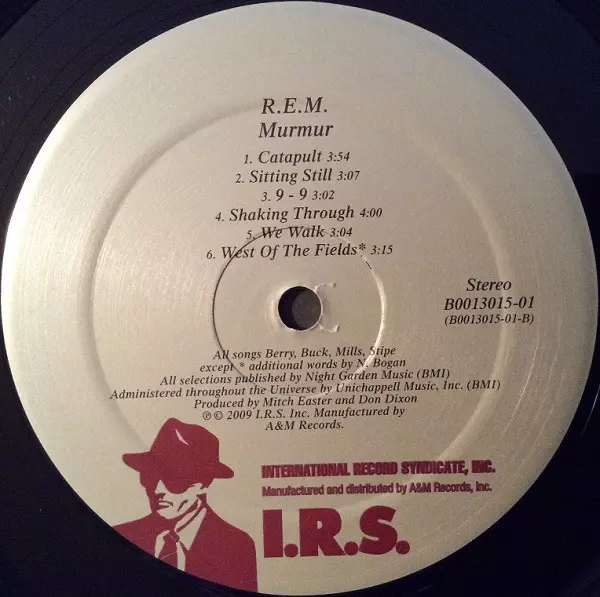 R.E.M.
Murmur
1. Catapult 3:54
2. Sitting Still 3:07
3. 9 - 9 3:02
4. Shaking Through 4:00
5. We Walk 3:04
6. West Of The Fields* 3:15
Stereo
B0013015-01
(B0013015-01-B)
All songs Berry, Buck, Mills, Stipe
except * additional words by N. Bogan
All selections published by Night Garden Music (BMI)
Administered throughout the Universe by Unichappell Music, Inc. (BMI)
Produced by Mitch Easter and Don Dixon
℗ © 2009 I.R.S. Inc. Manufactured by
A&M Records.
INTERNATIONAL RECORD SYNDICATE, INC.
Manufactured and distributed by A&M Records, Inc.
I.R.S.